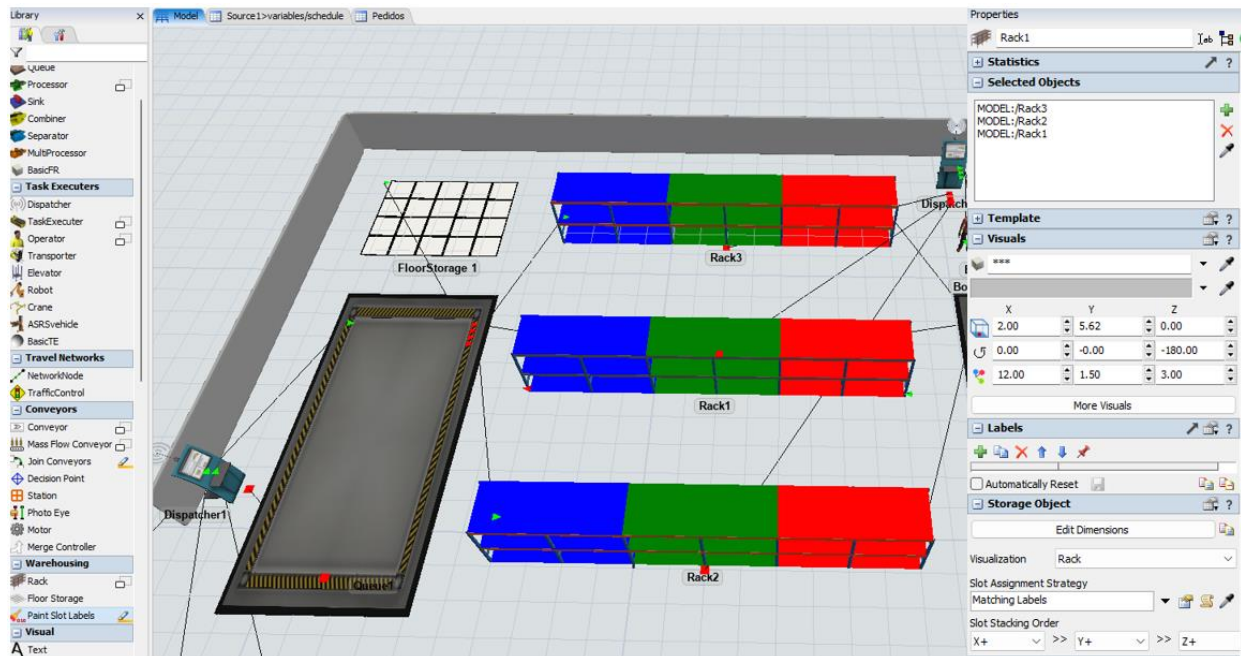 Library
Model
Source1>variables/schedule
Pedidos
Queue
Processor
Sink
Combiner
Separator
MultiProcessor
BasicFR
Task Executers
Dispatcher
TaskExecuter
Operator
Transporter
Elevator
Robot
Crane
ASRSvehide
BasicTE
Travel Networks
NetworkNode
TrafficControl
Conveyors
Conveyor
Mass Flow Conveyor
Join Conveyors
Decision Point
Station
Photo Eye
Motor
Merge Controller
Warehousing
Rack
Floor Storage
Paint Slot Labels
Visual
A Text
FloorStorage 1
Rack3
Dispatch
Bo
Rack1
Dispatcher1
Queue1
Rack2
Properties
Rack1
Statistics
?
Selected Objects
MODEL:/Rack3
MODEL:/Rack2
MODEL:/Rack1
Template
?
Visuals
?
***
X Y Z
2.00 5.62 0.00
0.00 -0.00 -180.00
12.00 1.50 3.00
More Visuals
Labels
?
Automatically Reset
Storage Object
?
Edit Dimensions
Visualization Rack
Slot Assignment Strategy
Matching Labels
Slot Stacking Order
X+ >> Y+ >> Z+